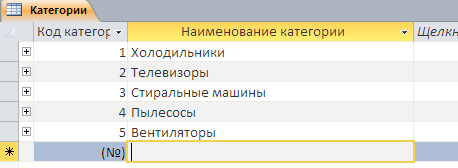 Категории
Код категор Наименование категории Щелкн
1 Холодильники
2 Телевизоры
3 Стиральные машины
4 Пылесосы
5 Вентиляторы
(№)